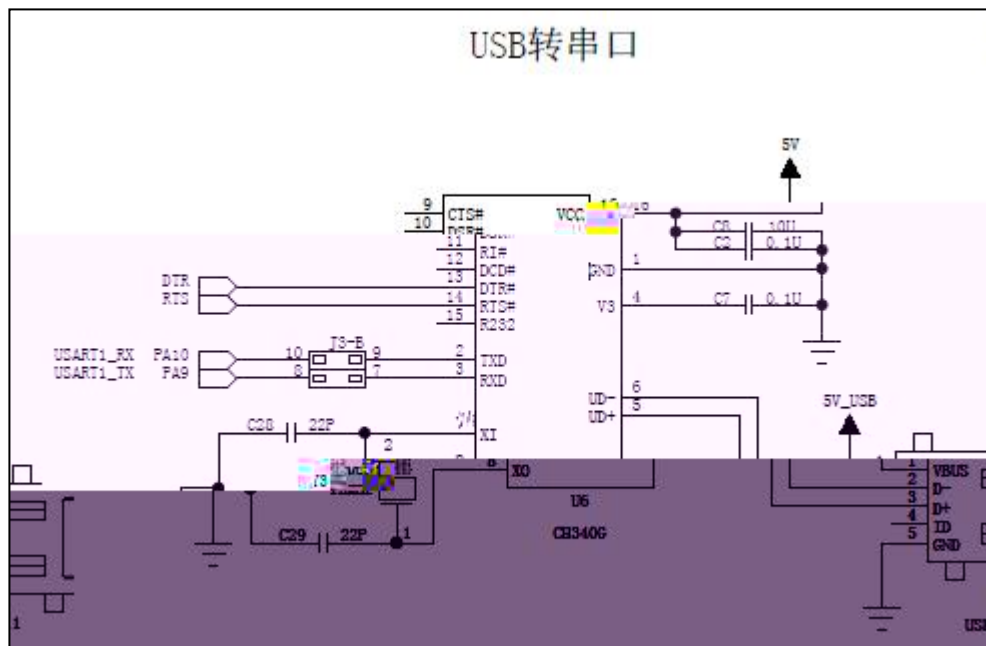 USB转串口
5V
9 CTS# VCC 16
10 DSR#
C8 10U
11 RI#
C2 0.1U
12 DCD# GND 1
DTR 13 DTR#
RTS 14 RTS# V3 4 C7 0.1U
15 R232
J3-B
USART1_RX PA10 10 9 2 TXD
USART1_TX PA9 8 7 3 RXD
UD- 6
UD+ 5
5V_USB
C28 22P XI
2
8 XO
1 VBUS
2 D-
U6
3 D+
4 ID
C29 22P 1 CH340G
5 GND
1